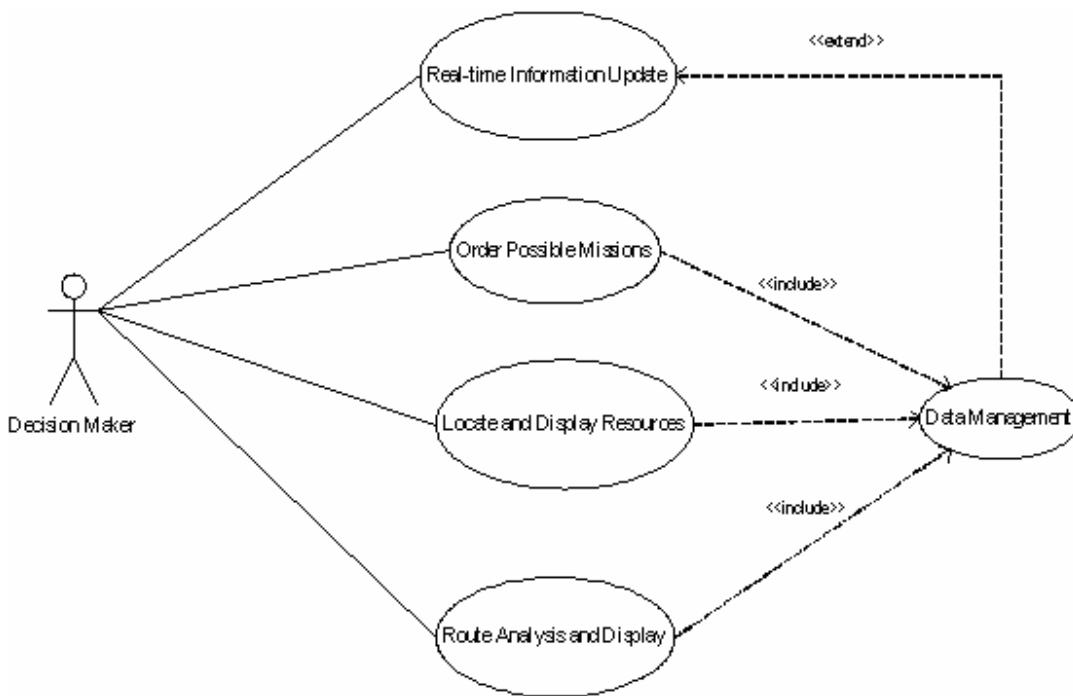 <<extend>>
Real-time Information Update
Order Possible Missions
<<include>>
<<include>>
Decision Maker
Locate and Display Resources
Data Management
<<include>>
Route Analysis and Display